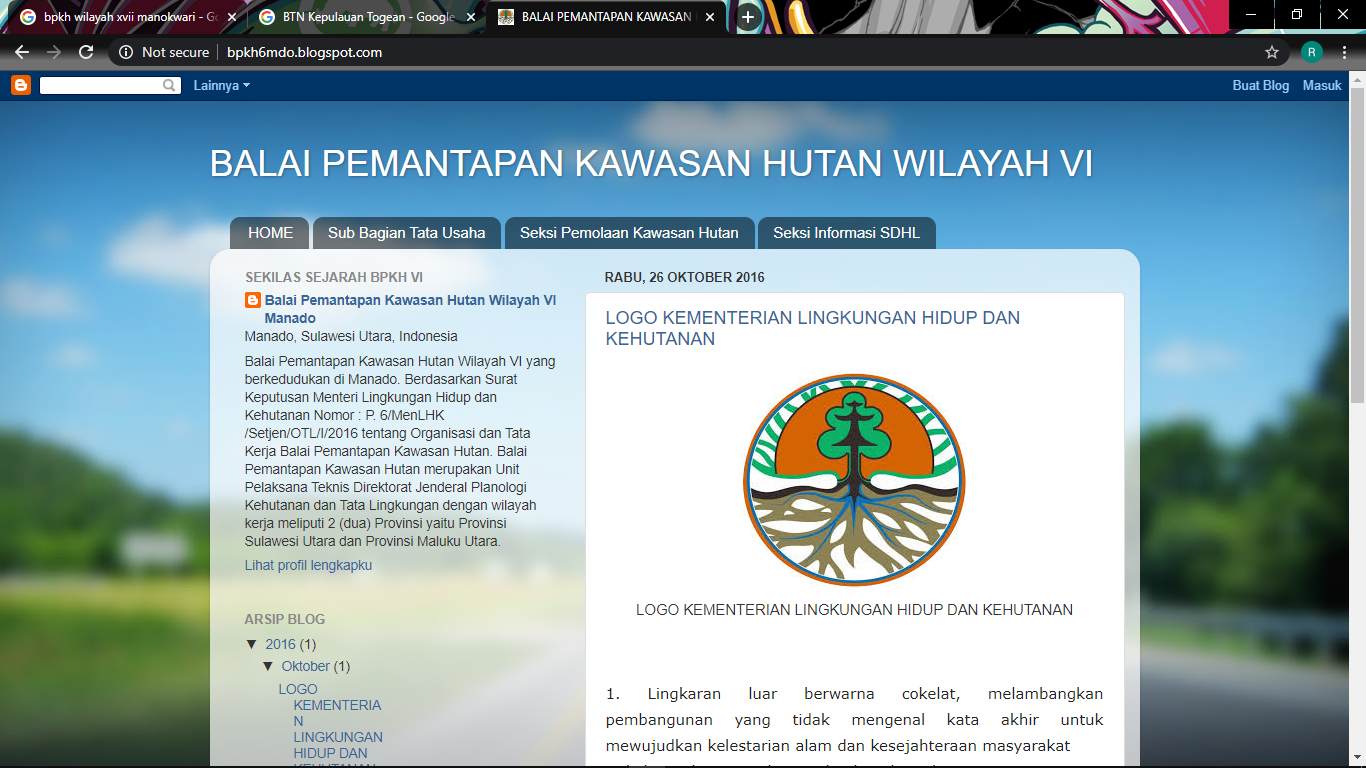 bpkh wilayah xvii manokwari - Go
BTN Kepulauan Togean - Google
BALAI PEMANTAPAN KAWASAN
Not secure
bpkh6mdo.blogspot.com
R
Lainnya
Buat Blog
Masuk
BALAI PEMANTAPAN KAWASAN HUTAN WILAYAH VI
HOME
Sub Bagian Tata Usaha
Seksi Pemolaan Kawasan Hutan
Seksi Informasi SDHL
SEKILAS SEJARAH BPKH VI
Balai Pemantapan Kawasan Hutan Wilayah VI
Manado
Manado, Sulawesi Utara, Indonesia
Balai Pemantapan Kawasan Hutan Wilayah VI yang
berkedudukan di Manado. Berdasarkan Surat
Keputusan Menteri Lingkungan Hidup dan
Kehutanan Nomor : P. 6/MenLHK
/Setjen/OTL/I/2016 tentang Organisasi dan Tata
Kerja Balai Pemantapan Kawasan Hutan. Balai
Pemantapan Kawasan Hutan merupakan Unit
Pelaksana Teknis Direktorat Jenderal Planologi
Kehutanan dan Tata Lingkungan dengan wilayah
kerja meliputi 2 (dua) Provinsi yaitu Provinsi
Sulawesi Utara dan Provinsi Maluku Utara.
Lihat profil lengkapku
ARSIP BLOG
▼ 2016 (1)
▼ Oktober (1)
LOGO
KEMENTERIA
N
LINGKUNGAN
HIDUP DAN
KEHUTANAN
RABU, 26 OKTOBER 2016
LOGO KEMENTERIAN LINGKUNGAN HIDUP DAN
KEHUTANAN
LOGO KEMENTERIAN LINGKUNGAN HIDUP DAN KEHUTANAN
1. Lingkaran luar berwarna cokelat, melambangkan
pembangunan yang tidak mengenal kata akhir untuk
mewujudkan kelestarian alam dan kesejahteraan masyarakat